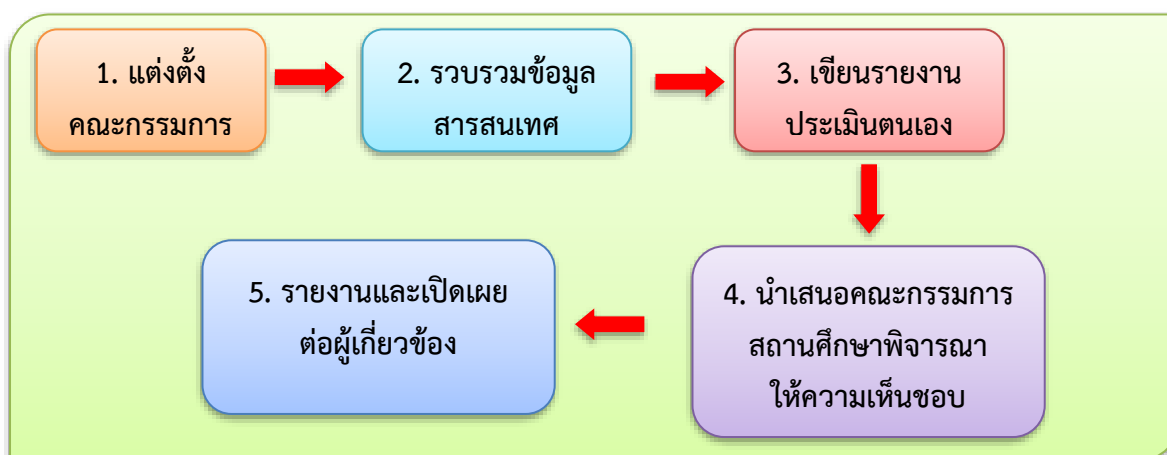 1. แต่งตั้ง
คณะกรรมการ
2. รวบรวมข้อมูล
สารสนเทศ
3. เขียนรายงาน
ประเมินตนเอง
4. นำเสนอคณะกรรมการ
สถานศึกษาพิจารณา
ให้ความเห็นชอบ
5. รายงานและเปิดเผย
ต่อผู้เกี่ยวข้อง